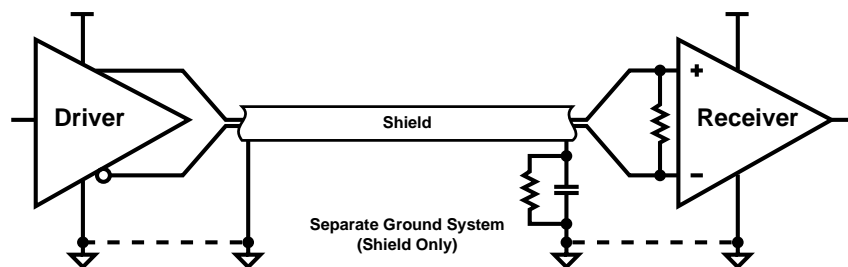 Driver
Shield
+
Receiver
−
Separate Ground System
(Shield Only)